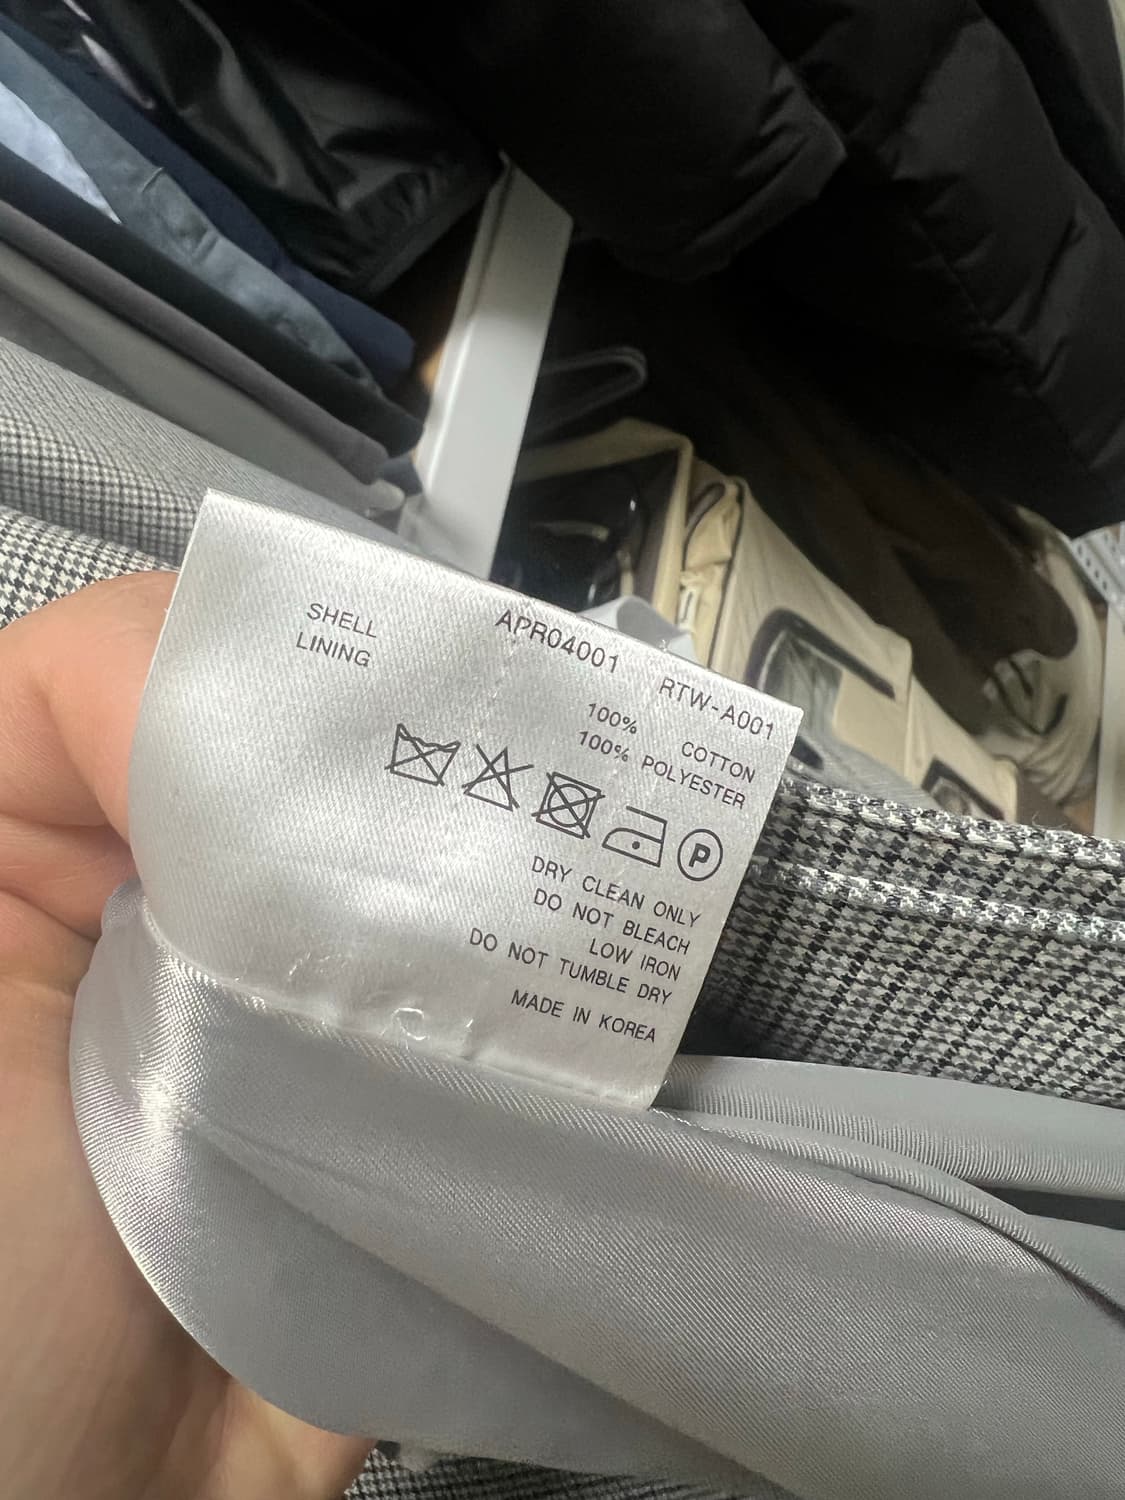 APR04001 RTW-A001
SHELL 100% COTTON
LINING 100% POLYESTER
P
DRY CLEAN ONLY
DO NOT BLEACH
LOW IRON
DO NOT TUMBLE DRY
MADE IN KOREA